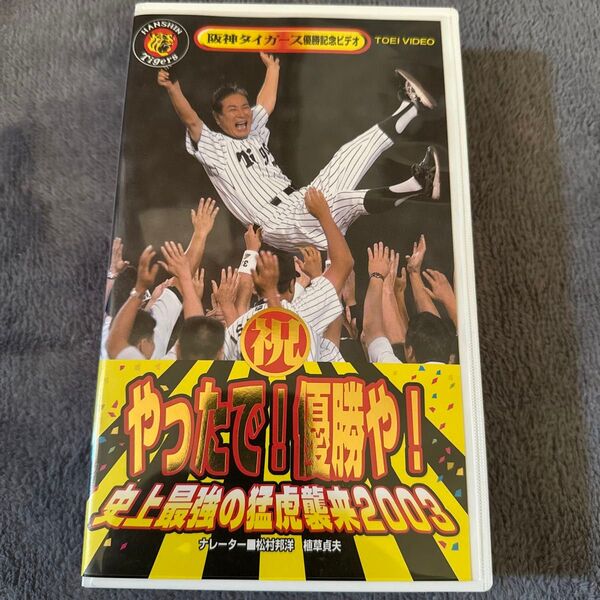 HANSHIN
Tigers
阪神タイガース優勝記念ビデオ
TOEI VIDEO
祝
やったで!優勝や!
史上最強の猛虎襲来2003
ナレーター■松村邦洋 植草貞夫